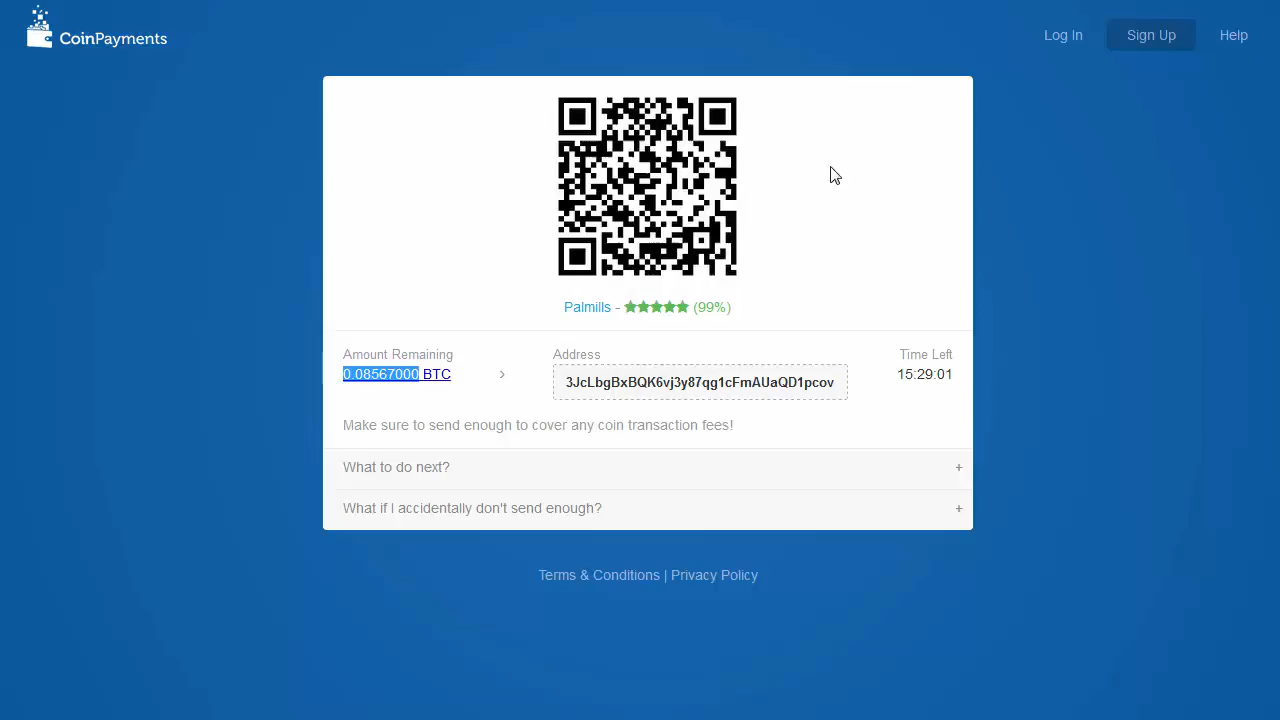 CoinPayments
Log In
Sign Up
Help
Palmills - ★★★★★ (99%)
Amount Remaining
0.08567000 BTC
Address
3JcLbgBxBQK6vj3y87qg1cFmAUaQD1pcov
Time Left
15:29:01
Make sure to send enough to cover any coin transaction fees!
What to do next? +
What if I accidentally don't send enough? +
Terms & Conditions | Privacy Policy